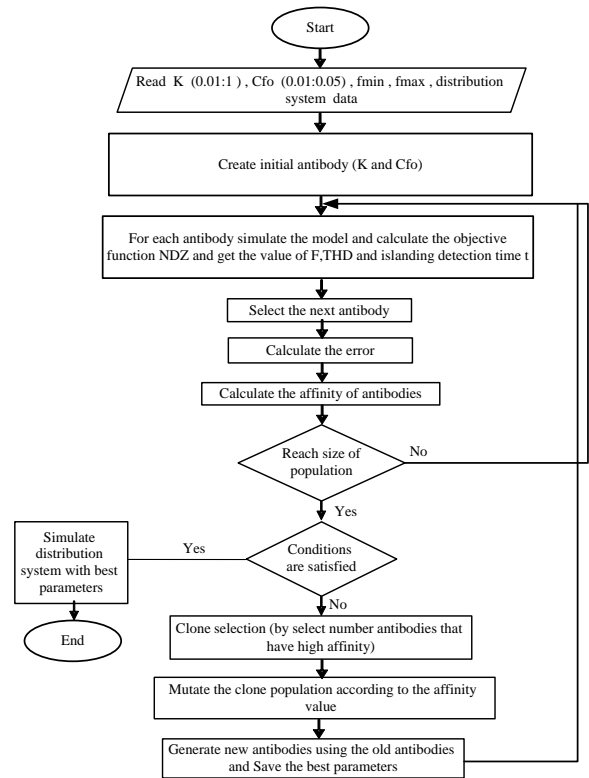 Start
Read K (0.01:1 ) , Cfo (0.01:0.05) , fmin , fmax , distribution
system data
Create initial antibody (K and Cfo)
For each antibody simulate the model and calculate the objective
function NDZ and get the value of F,THD and islanding detection time t
Select the next antibody
Calculate the error
Calculate the affinity of antibodies
Reach size of
population
No
Yes
Conditions
are satisfied
Yes
Simulate
distribution
system with best
parameters
End
No
Clone selection (by select number antibodies that
have high affinity)
Mutate the clone population according to the affinity
value
Generate new antibodies using the old antibodies
and Save the best parameters